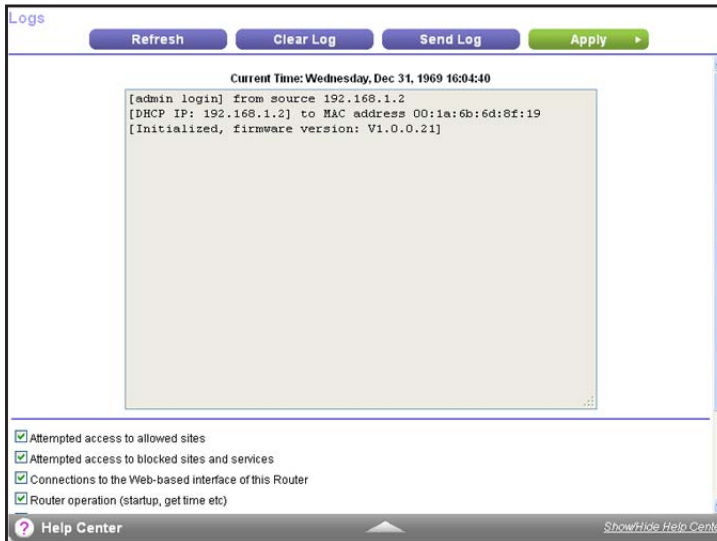 Logs
Refresh Clear Log Send Log Apply
Current Time: Wednesday, Dec 31, 1969 16:04:40
[admin login] from source 192.168.1.2
[DHCP IP: 192.168.1.2] to MAC address 00:1a:6b:6d:8f:19
[Initialized, firmware version: V1.0.0.21]
Attempted access to allowed sites
Attempted access to blocked sites and services
Connections to the Web-based interface of this Router
Router operation (startup, get time etc)
? Help Center Show/Hide Help Cente